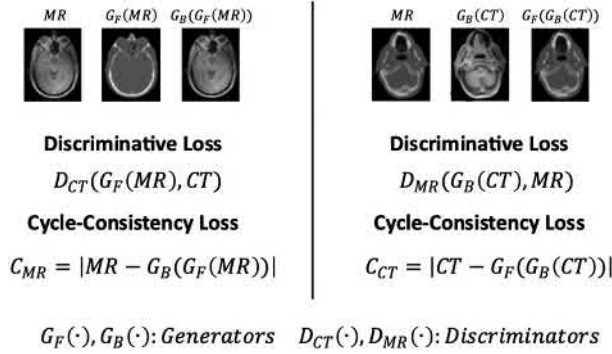 MR G_F(MR) G_B(G_F(MR))
Discriminative Loss
D_CT(G_F(MR), CT)
Cycle-Consistency Loss
C_MR = |MR − G_B(G_F(MR))|
MR G_B(CT) G_F(G_B(CT))
Discriminative Loss
D_MR(G_B(CT), MR)
Cycle-Consistency Loss
C_CT = |CT − G_F(G_B(CT))|
G_F(·), G_B(·): Generators D_CT(·), D_MR(·): Discriminators